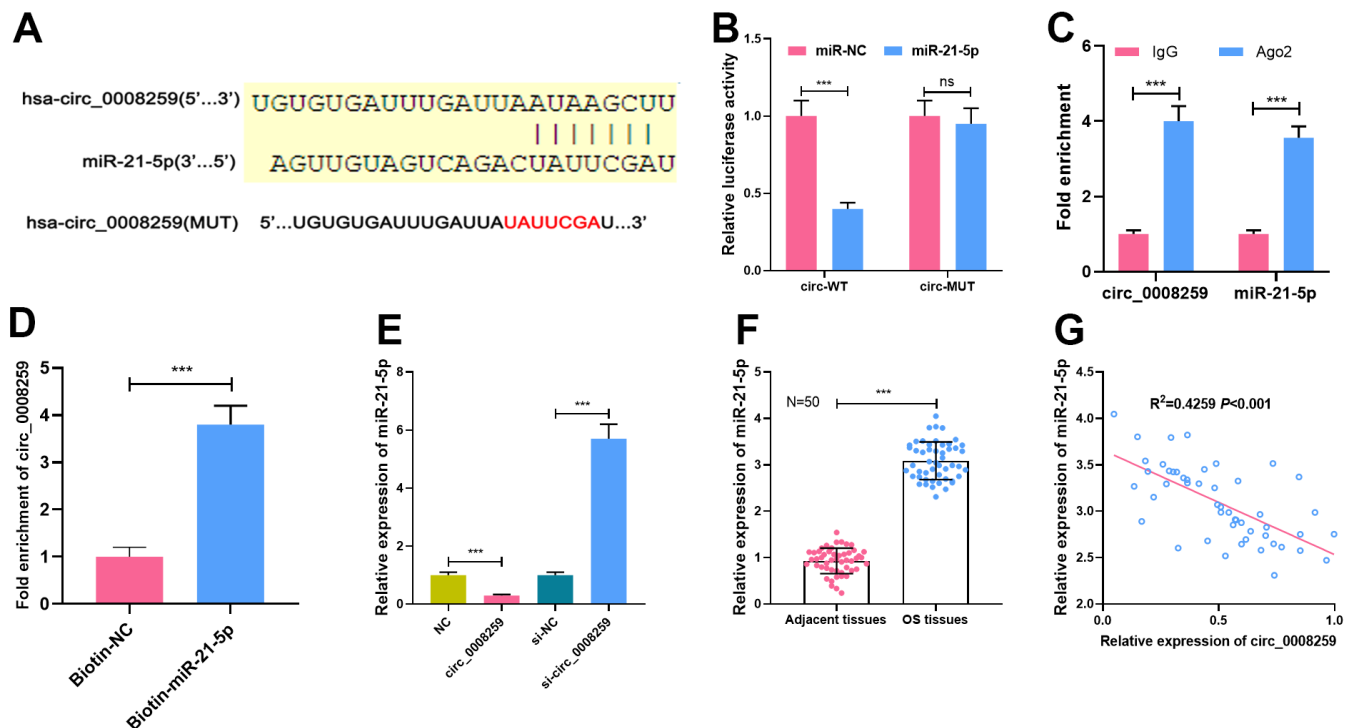 A
hsa-circ_0008259(5'...3')
UGUGUGAUUUGAUUAAUAAGCUU
miR-21-5p(3'...5')
AGUUGUAGUCAGACUAUUCGAU
hsa-circ_0008259(MUT)
5'...UGUGUGAUUUGAUUAUAUUCGAU...3'
B
miR-NC
miR-21-5p
Relative luciferase activity
1.5
1.0
0.5
0.0
***
ns
circ-WT
circ-MUT
C
IgG
Ago2
Fold enrichment
6
4
2
0
***
***
circ_0008259
miR-21-5p
D
Fold enrichment of circ_0008259
5
4
3
2
1
0
***
Biotin-NC
Biotin-miR-21-5p
E
Relative expression of miR-21-5p
8
6
4
2
0
***
***
NC
circ_0008259
si-NC
si-circ_0008259
F
Relative expression of miR-21-5p
5
4
3
2
1
0
N=50
***
Adjacent tissues
OS tissues
G
Relative expression of miR-21-5p
4.5
4.0
3.5
3.0
2.5
2.0
R²=0.4259 P<0.001
0.0
0.5
1.0
Relative expression of circ_0008259